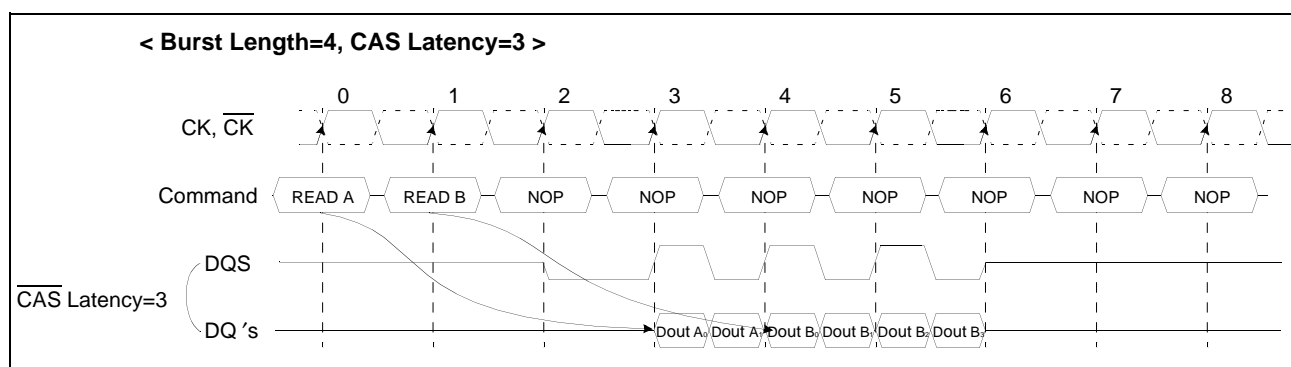 < Burst Length=4, CAS Latency=3 >
0 1 2 3 4 5 6 7 8
CK, CK
Command READ A READ B NOP NOP NOP NOP NOP NOP NOP
DQS
CAS Latency=3
DQ 's Dout A0 Dout A1 Dout B0 Dout B1 Dout B2 Dout B3